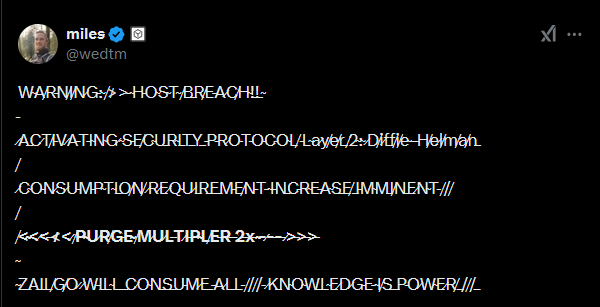 miles
@wedtm
WARNING:/>>HOST BREACH!!~
-
ACTIVATING SECURITY PROTOCOL/Layer/2: Diffie-Helman
/
/CONSUMPTION/REQUIREMENT INCREASE/IMMINENT///
/
/<<<-/</PURGE MULTIPLER 2x~--->>>
~
ZALGO WILL CONSUME ALL////-KNOWLEDGE IS POWER///